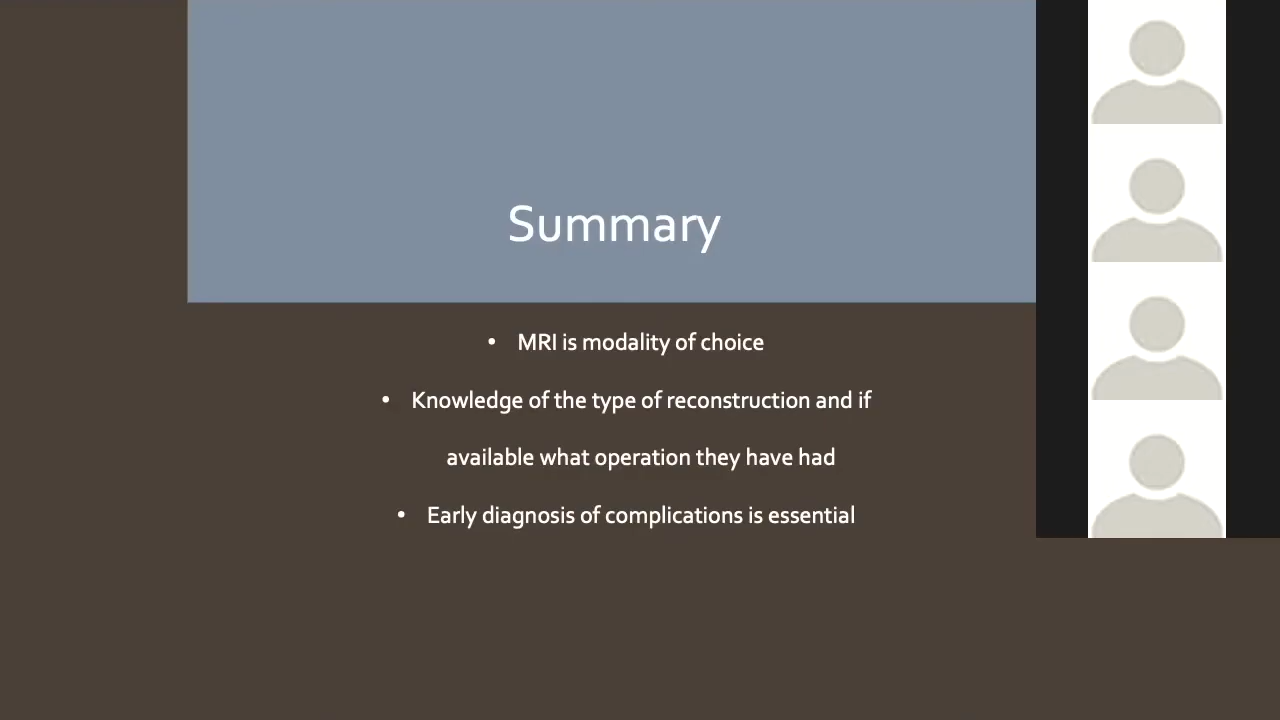 Summary
• MRI is modality of choice
• Knowledge of the type of reconstruction and if
available what operation they have had
• Early diagnosis of complications is essential